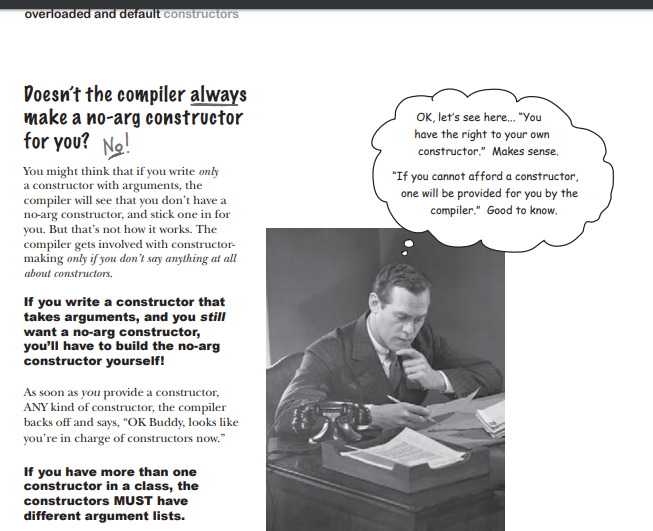 overloaded and default constructors
Doesn't the compiler always
make a no-arg constructor
for you? No!
You might think that if you write only
a constructor with arguments, the
compiler will see that you don't have a
no-arg constructor, and stick one in for
you. But that's not how it works. The
compiler gets involved with constructor-
making only if you don't say anything at all
about constructors.
If you write a constructor that
takes arguments, and you still
want a no-arg constructor,
you'll have to build the no-arg
constructor yourself!
As soon as you provide a constructor,
ANY kind of constructor, the compiler
backs off and says, “OK Buddy, looks like
you're in charge of constructors now.”
If you have more than one
constructor in a class, the
constructors MUST have
different argument lists.
OK, let's see here... “You
have the right to your own
constructor.” Makes sense.
“If you cannot afford a constructor,
one will be provided for you by the
compiler.” Good to know.